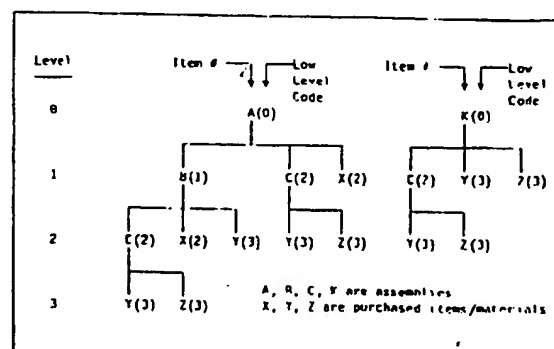 Level Item # Low Level Code Item # Low Level Code
0 A(0) K(0)
1 B(1) C(2) X(2) C(2) Y(3) Z(3)
2 C(2) X(2) Y(3) Y(3) Z(3) Y(3) Z(3)
3 Y(3) Z(3)
A, B, C, K are assemblies
X, Y, Z are purchased items/materials